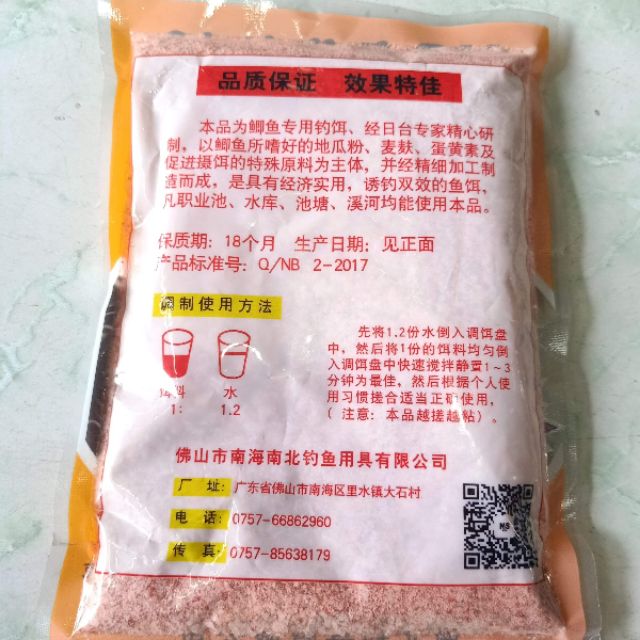 品质保证 效果特佳
本品为鲫鱼专用钓饵、经日台专家精心研
制，以鲫鱼所嗜好的地瓜粉、麦麸、蛋黄素及
促进摄饵的特殊原料为主体，并经精细加工制
造而成，是具有经济实用，诱钓双效的鱼饵，
凡职业池、水库、池塘、溪河均能使用本品。
保质期：18个月 生产日期：见正面
产品标准号：Q/NB 2-2017
调制使用方法
先将1.2份水倒入调饵盘
中，然后将1份的饵料均匀倒
入调饵盘中快速搅拌静置1～3
分钟为最佳，然后根据个人使
用习惯搓合适当正确使用，
（注意：本品越搓越粘）。
饵料 水
1: 1.2
佛山市南海南北钓鱼用具有限公司
厂 址：广东省佛山市南海区里水镇大石村
电 话：0757-66862960
传 真：0757-85638179